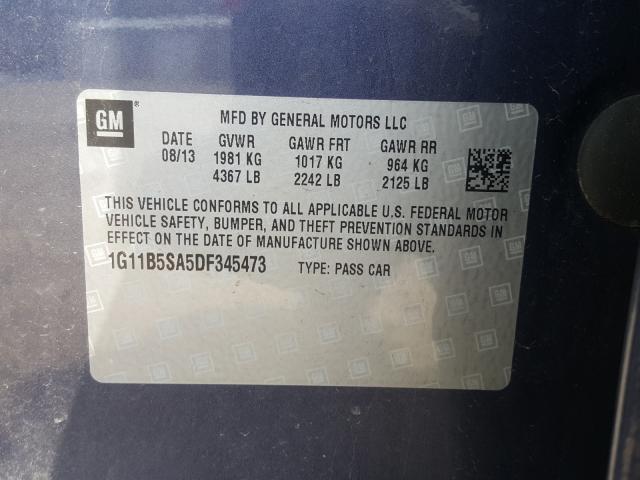 GM
MFD BY GENERAL MOTORS LLC
DATE GVWR GAWR FRT GAWR RR
08/13 1981 KG 1017 KG 964 KG
4367 LB 2242 LB 2125 LB
THIS VEHICLE CONFORMS TO ALL APPLICABLE U.S. FEDERAL MOTOR
VEHICLE SAFETY, BUMPER, AND THEFT PREVENTION STANDARDS IN
EFFECT ON THE DATE OF MANUFACTURE SHOWN ABOVE.
1G11B5SA5DF345473 TYPE: PASS CAR